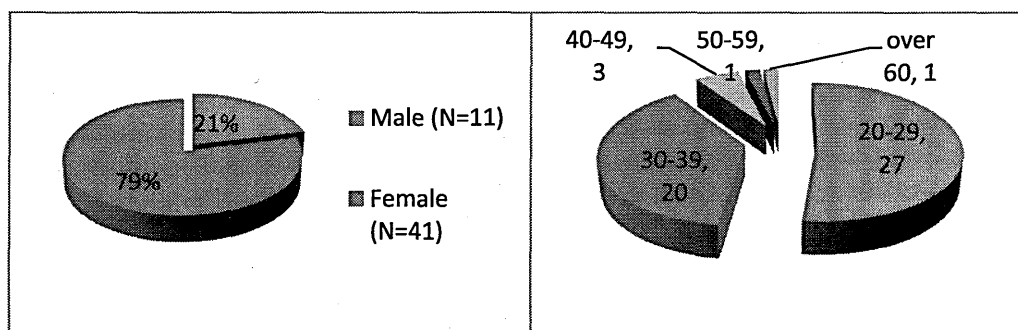 21%
79%
Male (N=11)
Female
(N=41)
40-49,
3
50-59,
1
over
60, 1
20-29,
27
30-39,
20